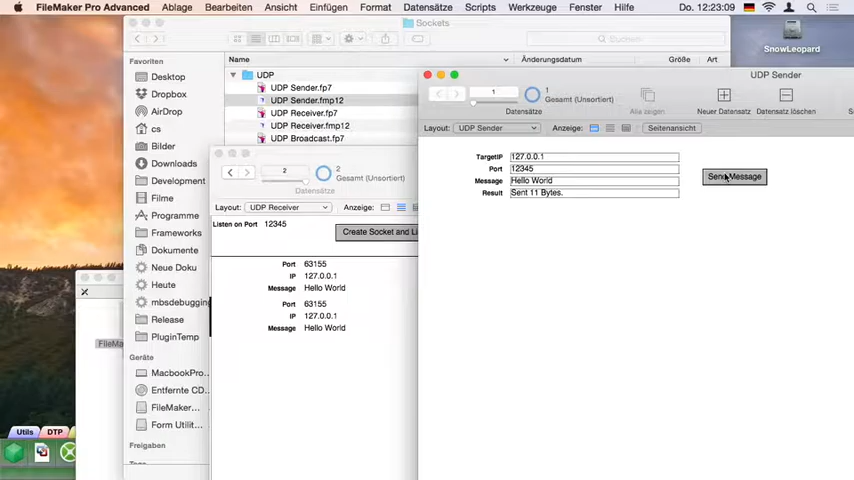 FileMaker Pro Advanced Ablage Bearbeiten Ansicht Einfügen Format Datensätze Scripts Werkzeuge Fenster Hilfe Do. 12:23:09
Sockets
SnowLeopard
Name Änderungsdatum Größe Art
Favoriten
Desktop
Dropbox
AirDrop
cs
Bilder
Downloads
Development
Filme
Programme
Frameworks
Dokumente
Neue Doku
Heute
mbsdebugging
Release
PluginTemp
Geräte
MacbookPro...
Entfernte CD...
FileMaker...
Form Utilit...
Freigaben
UDP
UDP Sender.fp7
UDP Sender.fmp12
UDP Receiver.fp7
UDP Receiver.fmp12
UDP Broadcast.fp7
2
2
Gesamt (Unsortiert)
Datensätze
Layout: UDP Receiver Anzeige:
Listen on Port 12345
Create Socket and Li
Port 63155
IP 127.0.0.1
Message Hello World
Port 63155
IP 127.0.0.1
Message Hello World
UDP Sender
1
1
Gesamt (Unsortiert)
Datensätze
Alle zeigen
Neuer Datensatz
Datensatz löschen
Layout: UDP Sender Anzeige: Seitenansicht
TargetIP 127.0.0.1
Port 12345
Message Hello World
Result Sent 11 Bytes.
Send Message
FileMa
Utils DTP